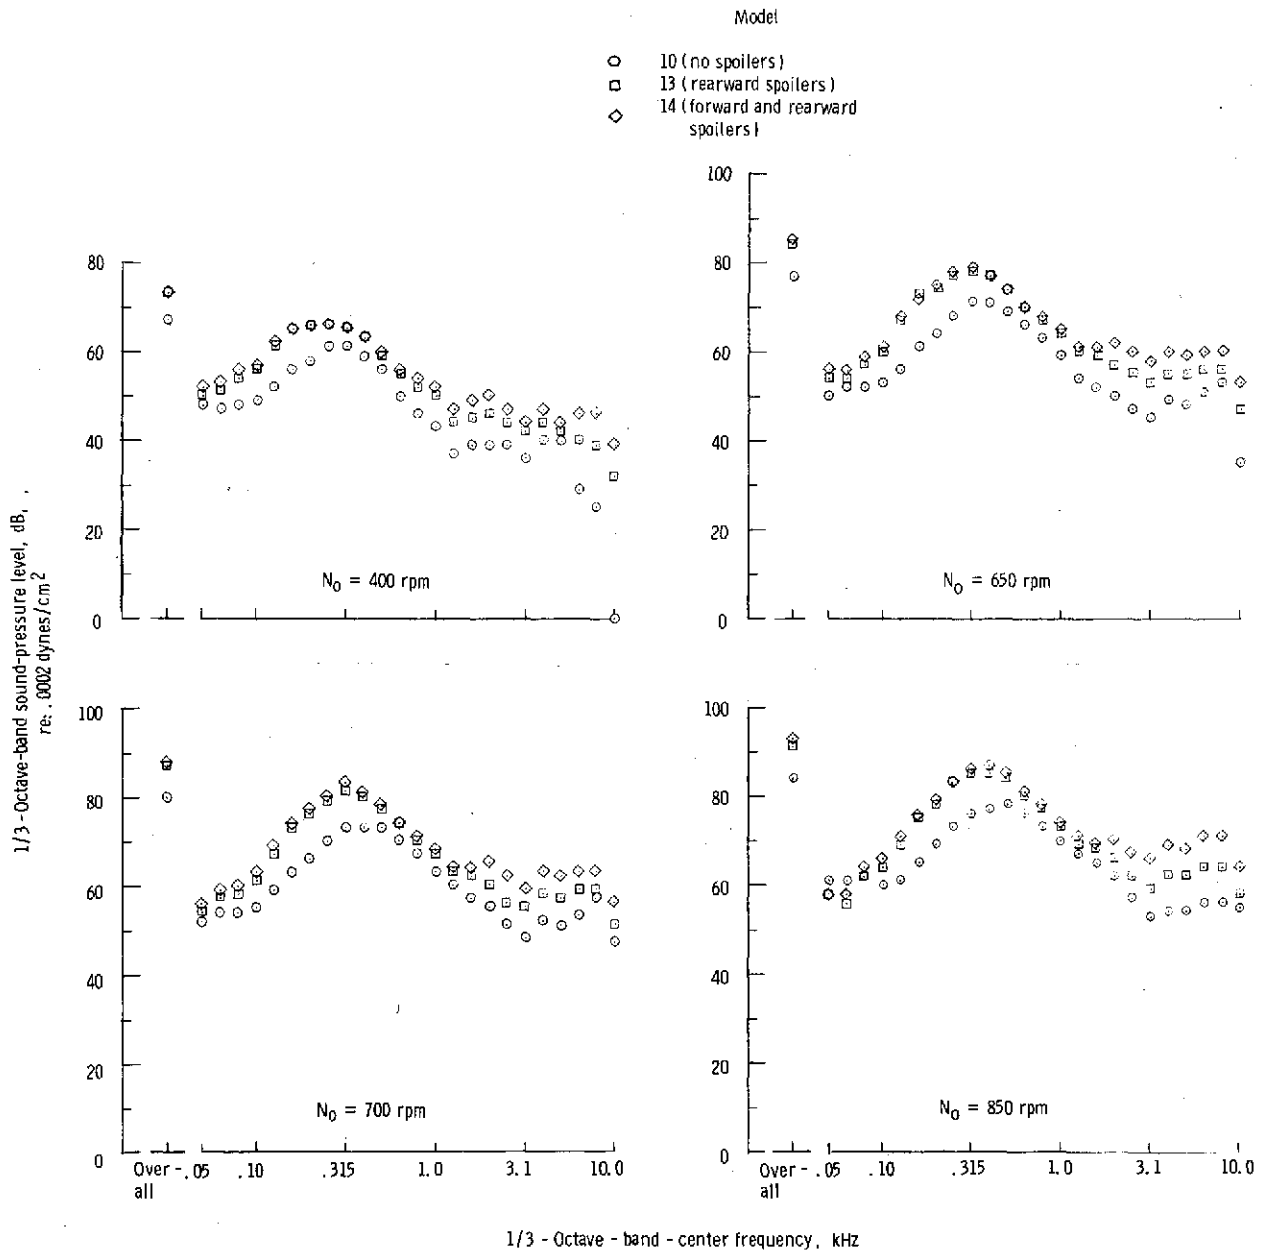 Model
10 ( no spoilers )
13 ( rearward spoilers )
14 ( forward and rearward
spoilers )
80
60
40
20
0
N0 = 400 rpm
100
80
60
40
20
0
N0 = 650 rpm
1/3 -Octave-band sound-pressure level, dB, ,
re: .0002 dynes/cm2
100
80
60
40
20
0
N0 = 700 rpm
Over-
all
.05
.10
.315
1.0
3.1
10.0
100
80
60
40
20
0
N0 = 850 rpm
Over-
all
.05
.10
.315
1.0
3.1
10.0
1/3 - Octave - band - center frequency, kHz